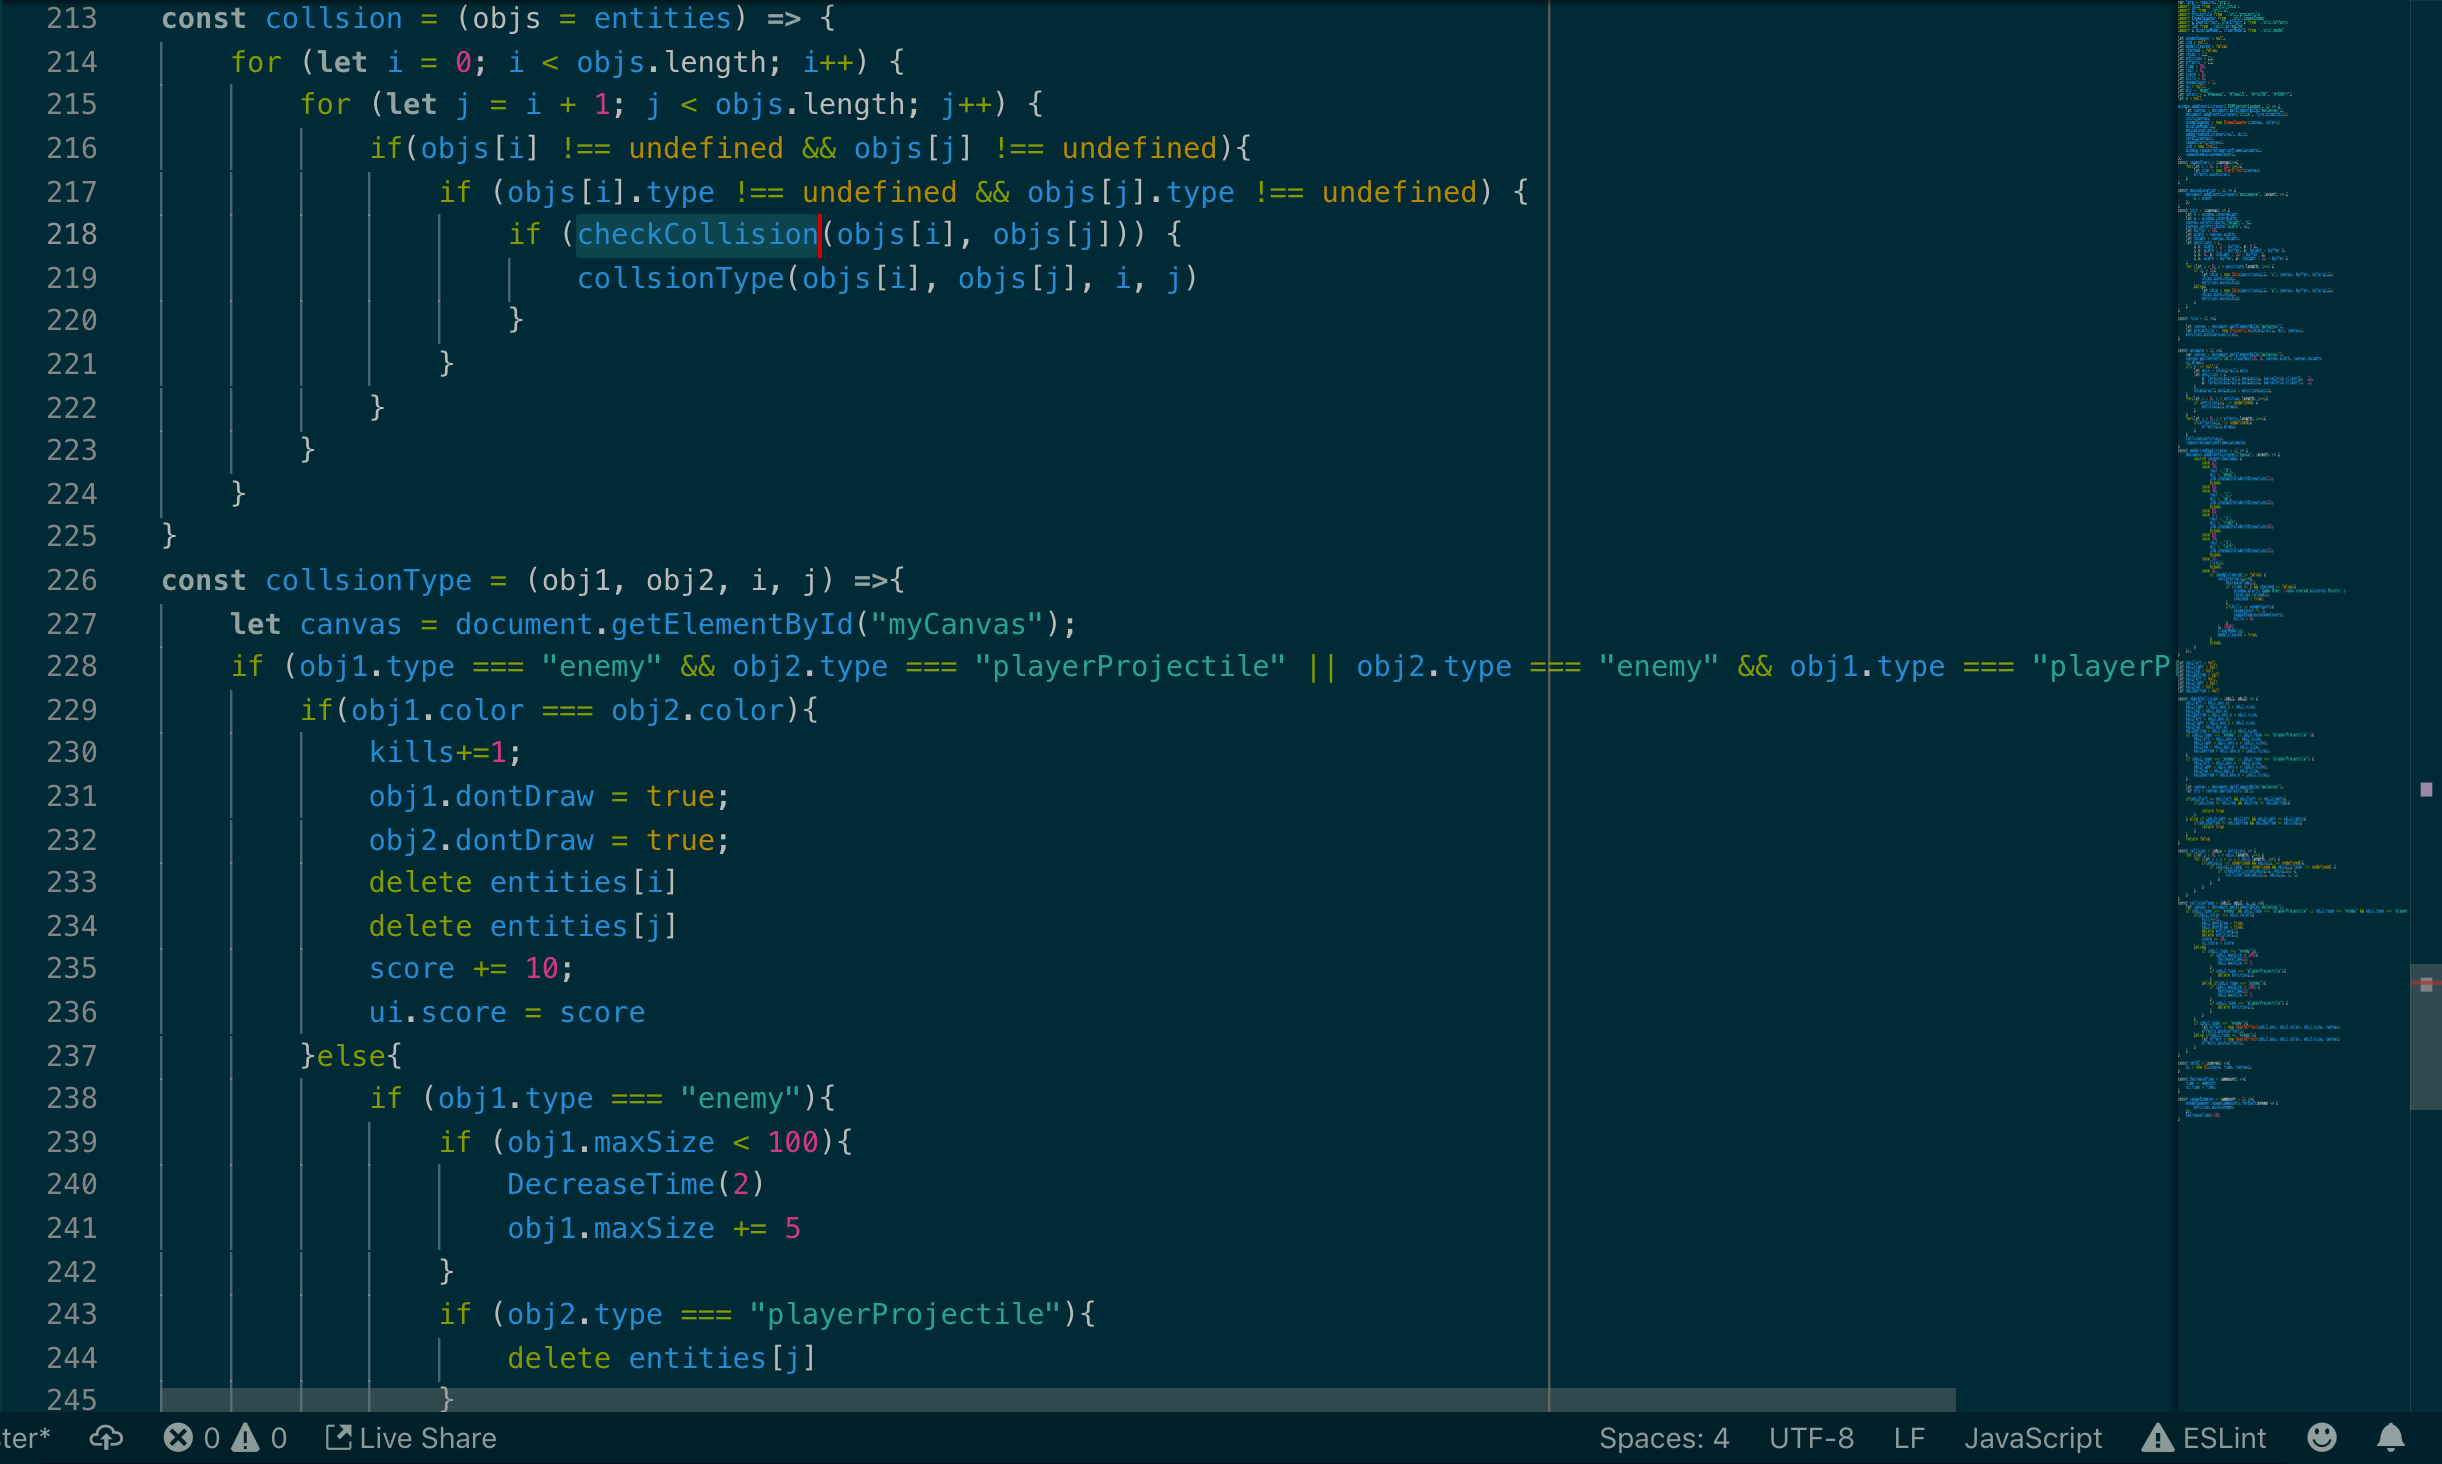 213 const collsion = (objs = entities) => {
214 for (let i = 0; i < objs.length; i++) {
215 for (let j = i + 1; j < objs.length; j++) {
216 if(objs[i] !== undefined && objs[j] !== undefined){
217 if (objs[i].type !== undefined && objs[j].type !== undefined) {
218 if (checkCollision(objs[i], objs[j])) {
219 collsionType(objs[i], objs[j], i, j)
220 }
221 }
222 }
223 }
224 }
225 }
226 const collsionType = (obj1, obj2, i, j) =>{
227 let canvas = document.getElementById("myCanvas");
228 if (obj1.type === "enemy" && obj2.type === "playerProjectile" || obj2.type === "enemy" && obj1.type === "playerP
229 if(obj1.color === obj2.color){
230 kills+=1;
231 obj1.dontDraw = true;
232 obj2.dontDraw = true;
233 delete entities[i]
234 delete entities[j]
235 score += 10;
236 ui.score = score
237 }else{
238 if (obj1.type === "enemy"){
239 if (obj1.maxSize < 100){
240 DecreaseTime(2)
241 obj1.maxSize += 5
242 }
243 if (obj2.type === "playerProjectile"){
244 delete entities[j]
245 }
ter* 0 0 Live Share Spaces: 4 UTF-8 LF JavaScript ESLint